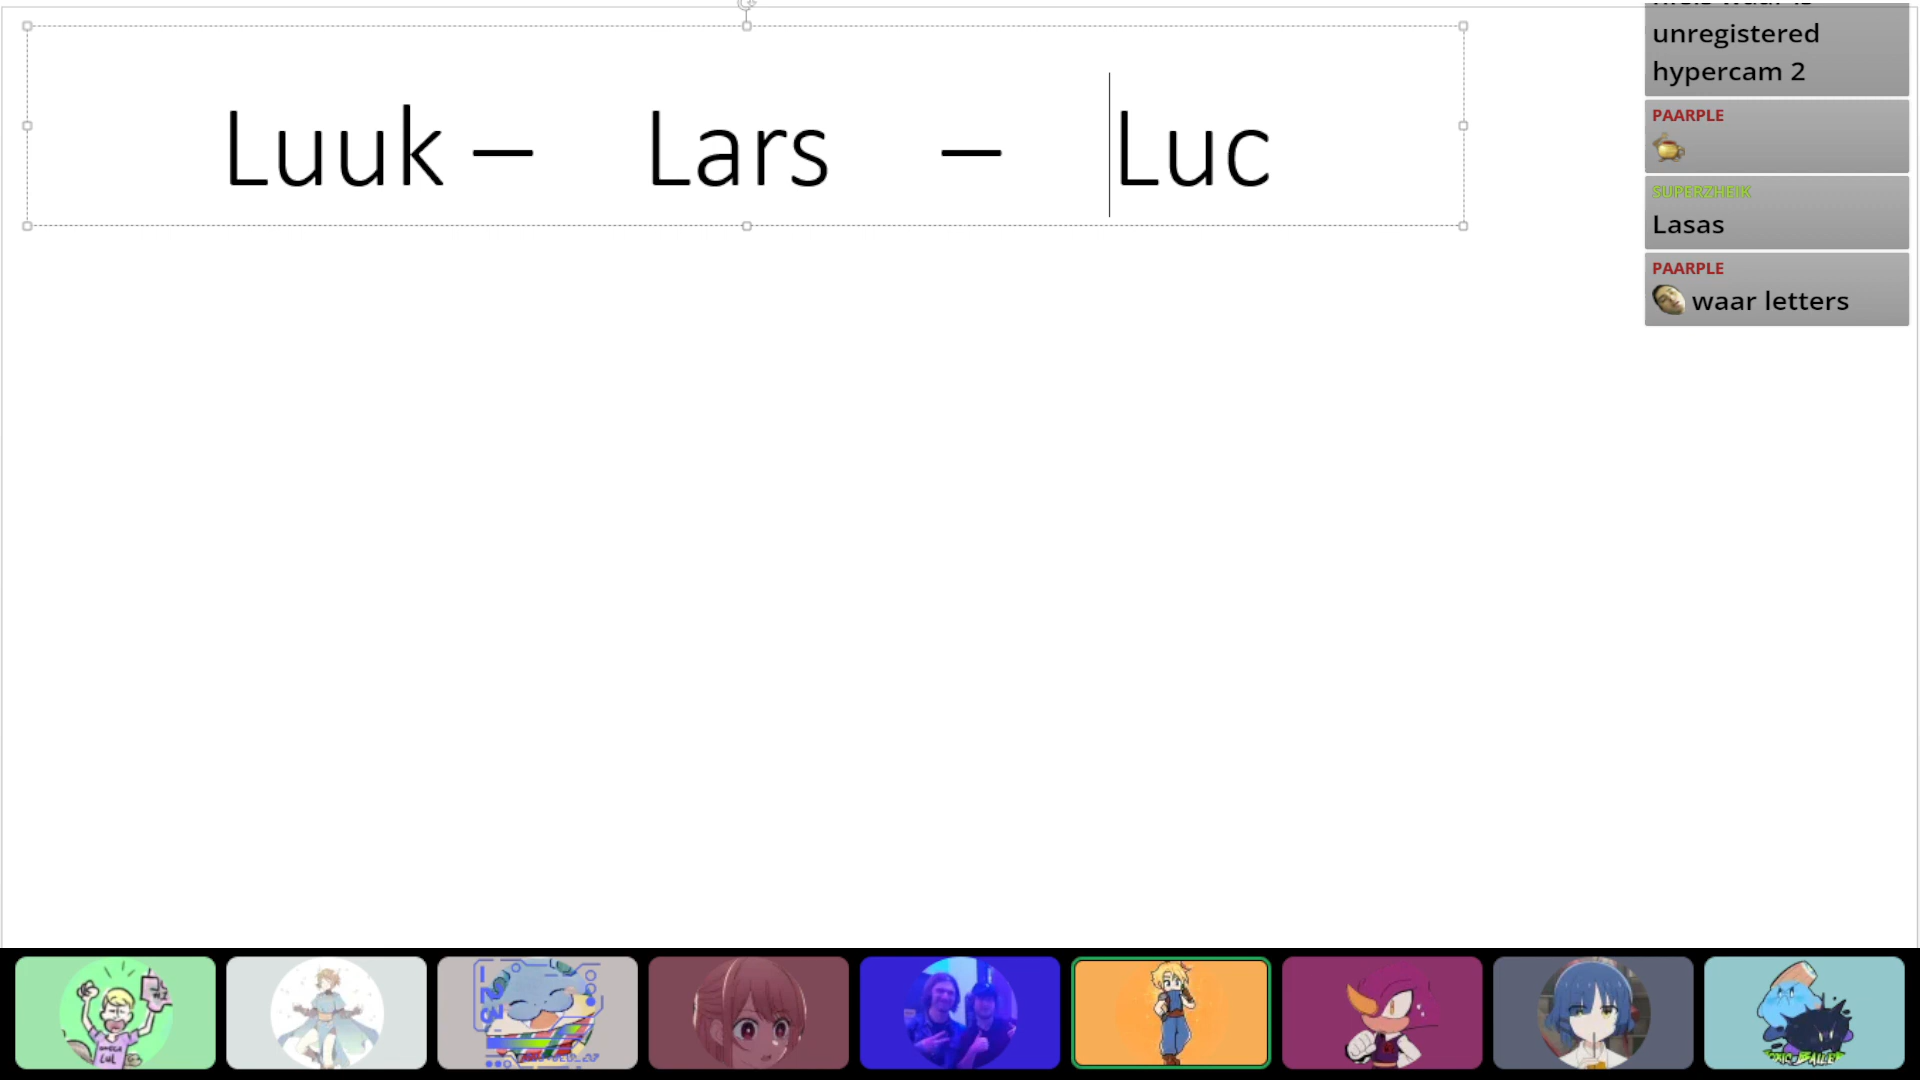 Luuk – Lars – Luc
unregistered
hypercam 2
PAARPLE
SUPERZHEIK
Lasas
PAARPLE
waar letters